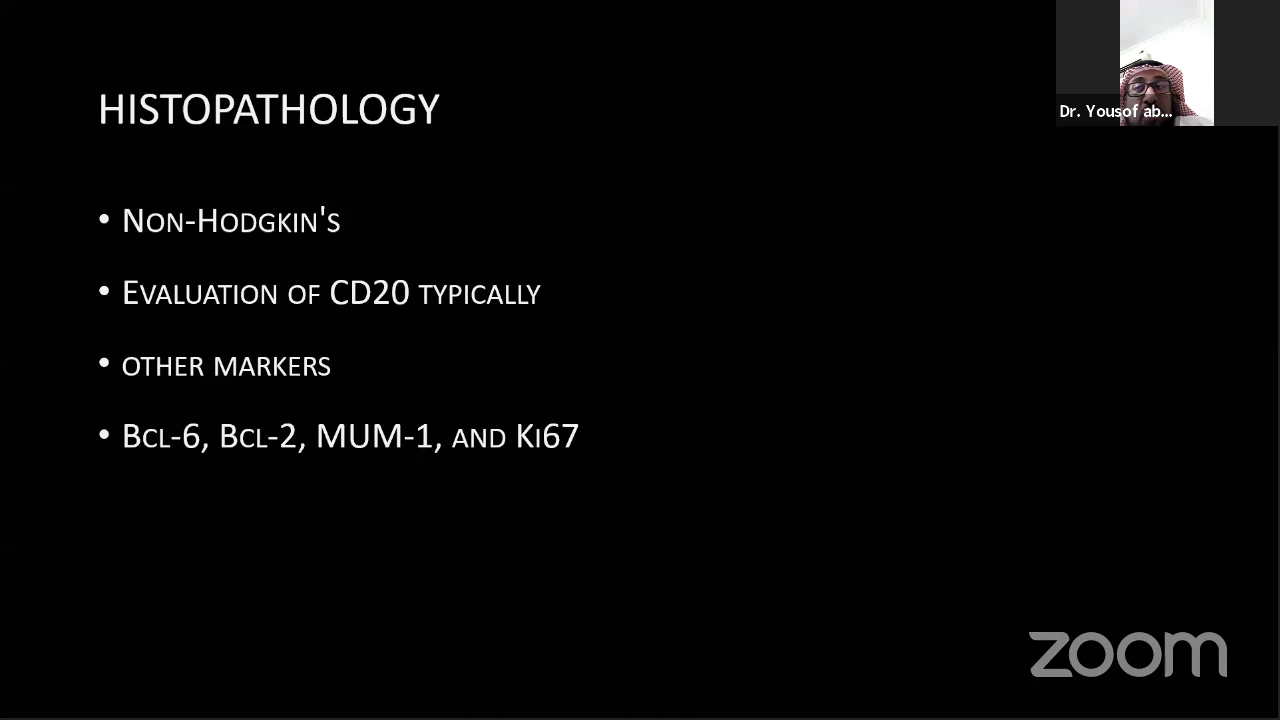 HISTOPATHOLOGY
Dr. Yousof ab...
• NON-HODGKIN'S
• EVALUATION OF CD20 TYPICALLY
• OTHER MARKERS
• BCL-6, BCL-2, MUM-1, AND KI67
zoom